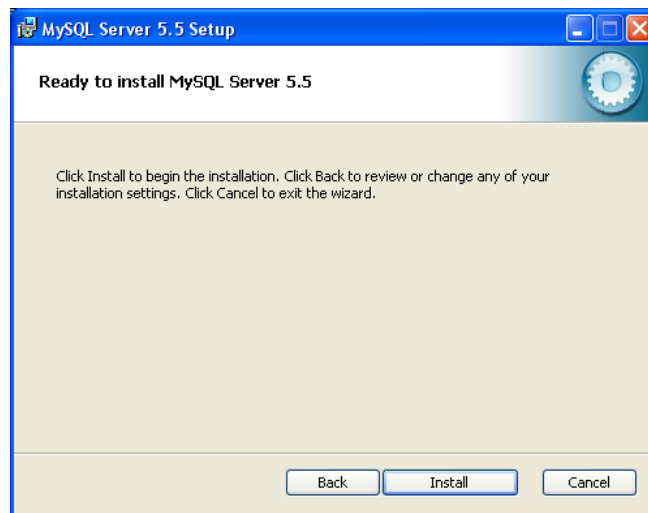 MySQL Server 5.5 Setup
Ready to install MySQL Server 5.5
Click Install to begin the installation. Click Back to review or change any of your
installation settings. Click Cancel to exit the wizard.
Back Install Cancel